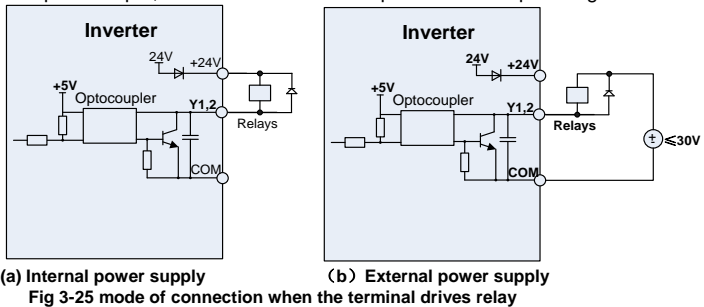 Inverter
24V
+24V
+5V
Optocoupler
Y1,2
Relays
COM
Inverter
24V
+24V
+5V
Optocoupler
Y1,2
Relays
≤30V
COM
(a) Internal power supply
（b）External power supply
Fig 3-25 mode of connection when the terminal drives relay